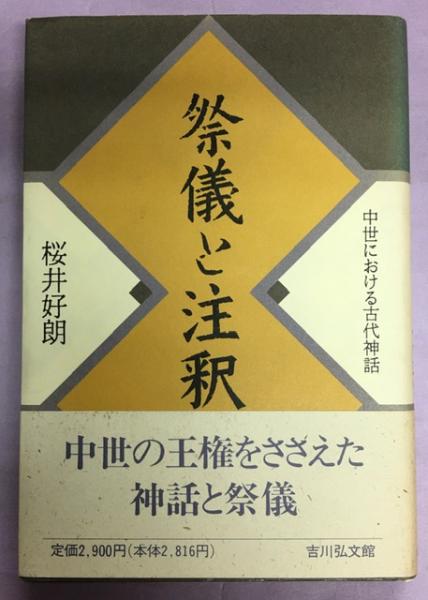 祭儀と注釈
中世における古代神話
桜井好朗
中世の王権をささえた
神話と祭儀
定価2,900円(本体2,816円)
吉川弘文館